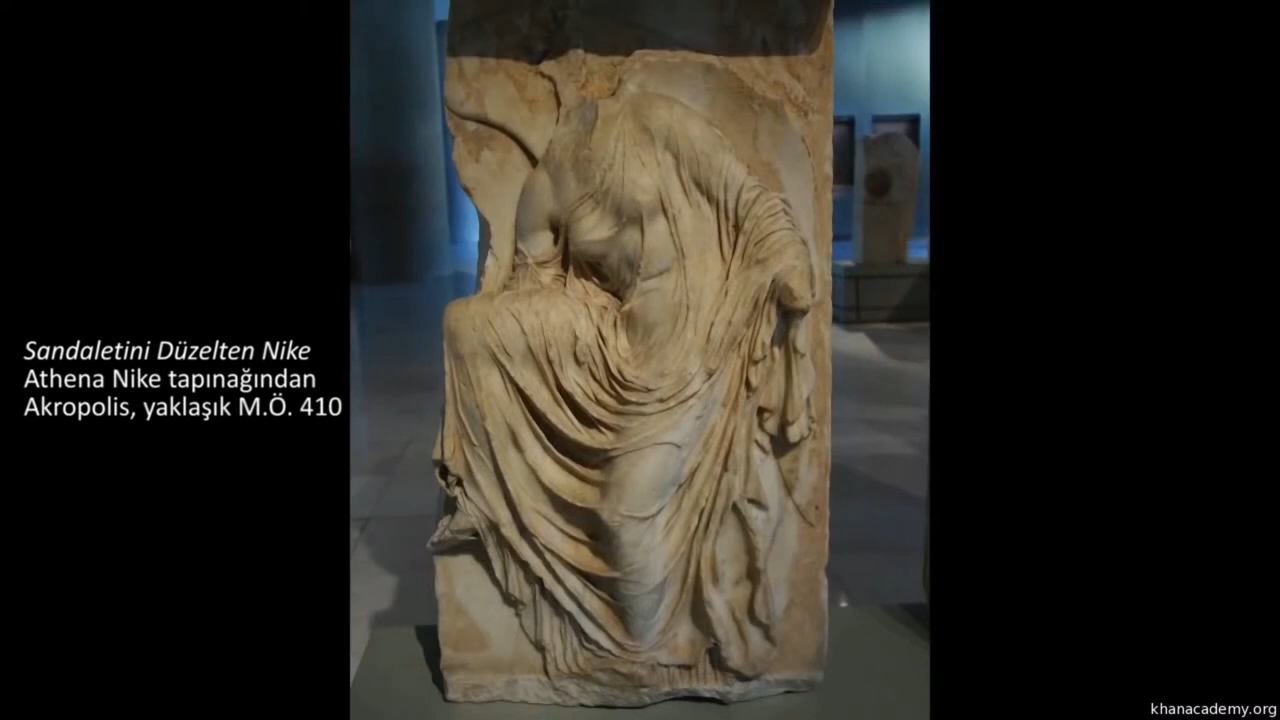 Sandaletini Düzelten Nike
Athena Nike tapınağından
Akropolis, yaklaşık M.Ö. 410
khanacademy.org